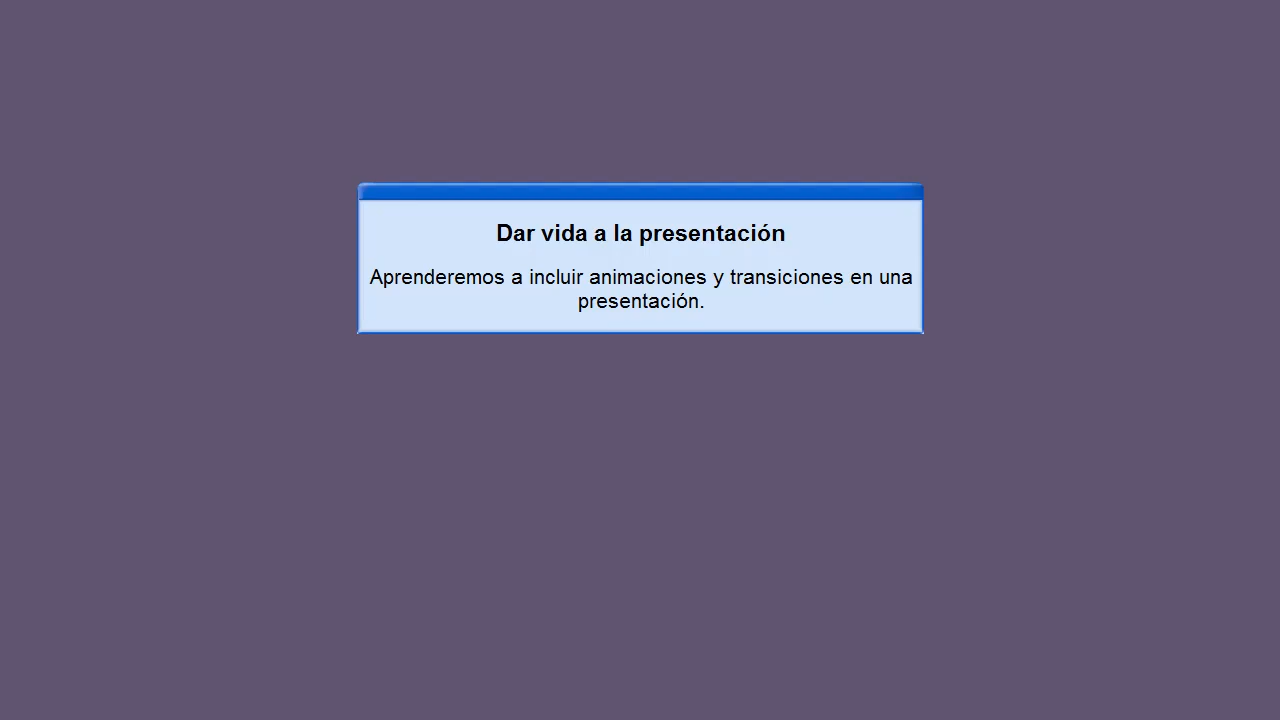 Dar vida a la presentación
Aprenderemos a incluir animaciones y transiciones en una
presentación.